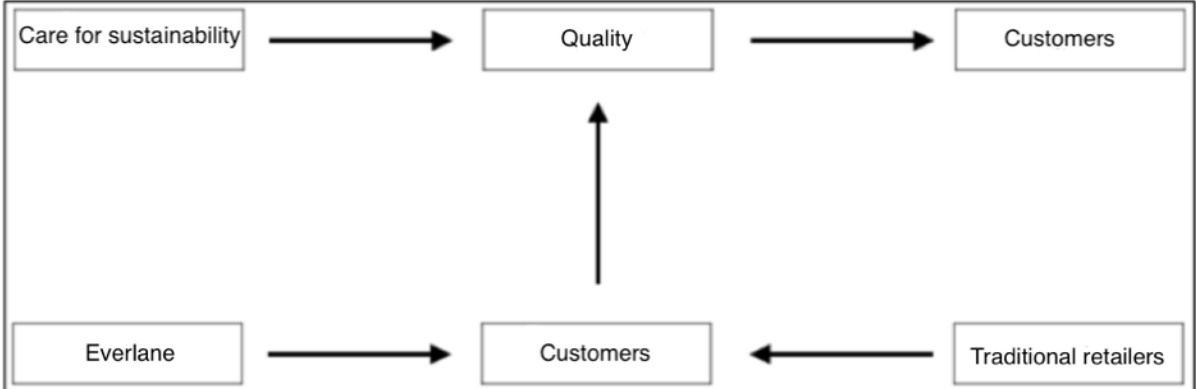 Care for sustainability
Quality
Customers
Everlane
Customers
Traditional retailers